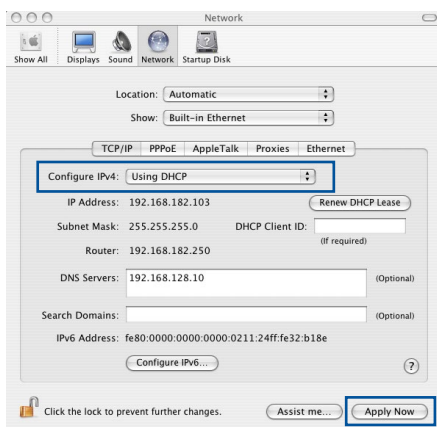 Network
Show All Displays Sound Network Startup Disk
Location: Automatic
Show: Built-in Ethernet
TCP/IP PPPoE AppleTalk Proxies Ethernet
Configure IPv4: Using DHCP
IP Address: 192.168.182.103 Renew DHCP Lease
Subnet Mask: 255.255.255.0 DHCP Client ID:
(If required)
Router: 192.168.182.250
DNS Servers: 192.168.128.10 (Optional)
Search Domains: (Optional)
IPv6 Address: fe80:0000:0000:0000:0211:24ff:fe32:b18e
Configure IPv6... ?
Click the lock to prevent further changes. Assist me... Apply Now